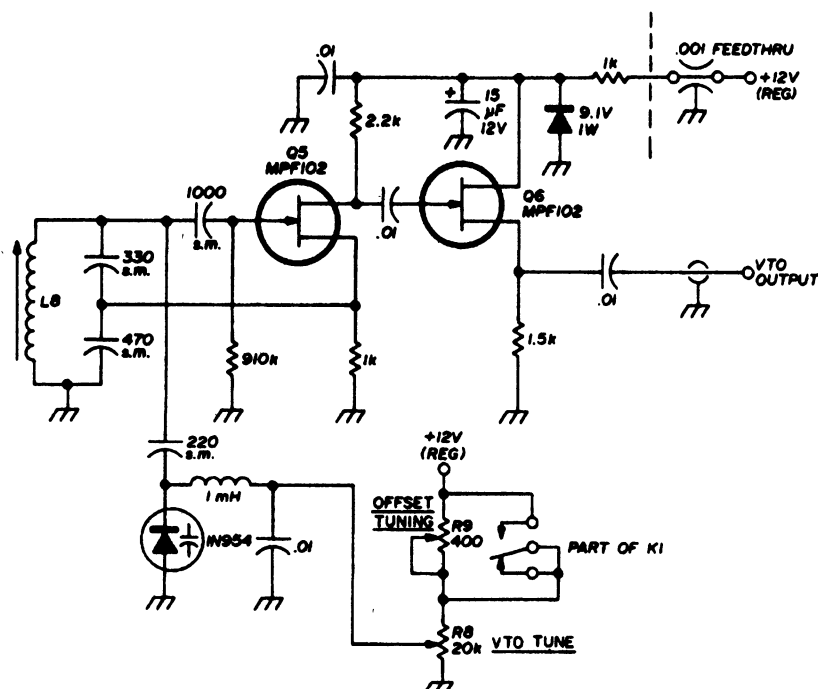 .01
1k
.001 FEEDTHRU
+12V
(REG)
2.2k
+
15
μF
12V
9.1V
1W
Q5
MPF102
Q6
MPF102
1000
s.m.
.01
330
s.m.
L8
470
s.m.
910k
1k
1.5k
.01
VTO
OUTPUT
220
s.m.
1 mH
1N954
.01
+12V
(REG)
OFFSET
TUNING
R9
400
PART OF K1
R8
20k
VTO TUNE